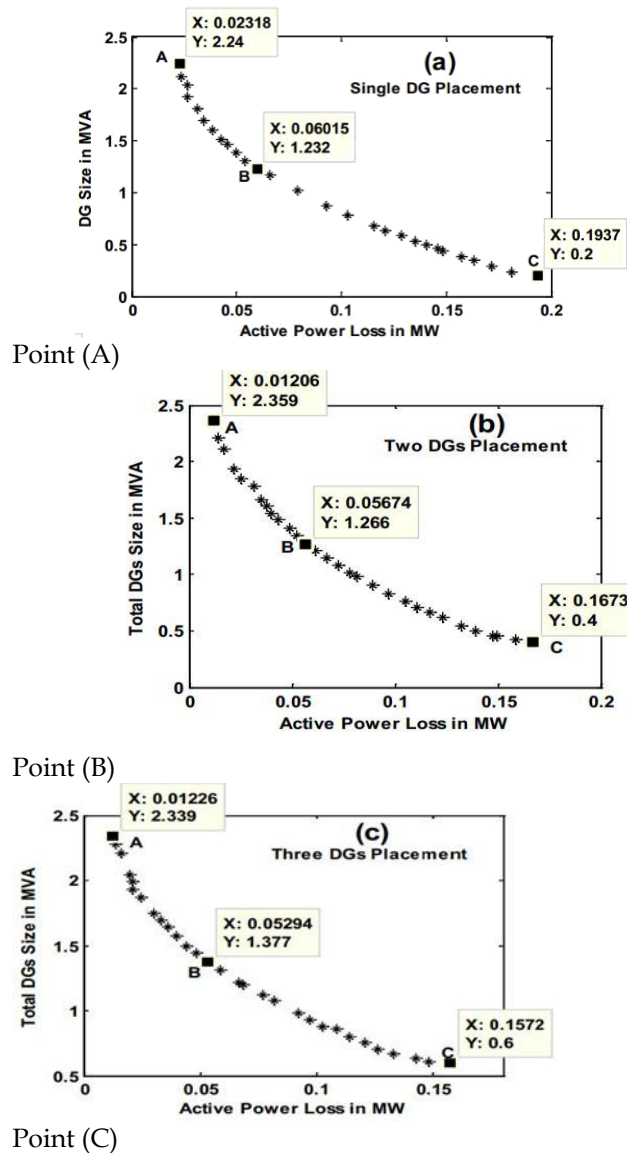 X: 0.02318
Y: 2.24
2.5
A
(a)
Single DG Placement
2
X: 0.06015
Y: 1.232
1.5
DG Size in MVA
B
1
X: 0.1937
Y: 0.2
0.5
C
0
0
0.05
0.1
0.15
0.2
Active Power Loss in MW
Point (A)
X: 0.01206
Y: 2.359
2.5
A
(b)
Two DGs Placement
2
X: 0.05674
Y: 1.266
1.5
Total DGs Size in MVA
B
1
X: 0.1673
Y: 0.4
0.5
C
0
0
0.05
0.1
0.15
0.2
Active Power Loss in MW
Point (B)
X: 0.01226
Y: 2.339
2.5
A
(c)
Three DGs Placement
2
X: 0.05294
Y: 1.377
Total DGs Size in MVA
1.5
B
1
X: 0.1572
Y: 0.6
C
0.5
0
0.05
0.1
0.15
Active Power Loss in MW
Point (C)